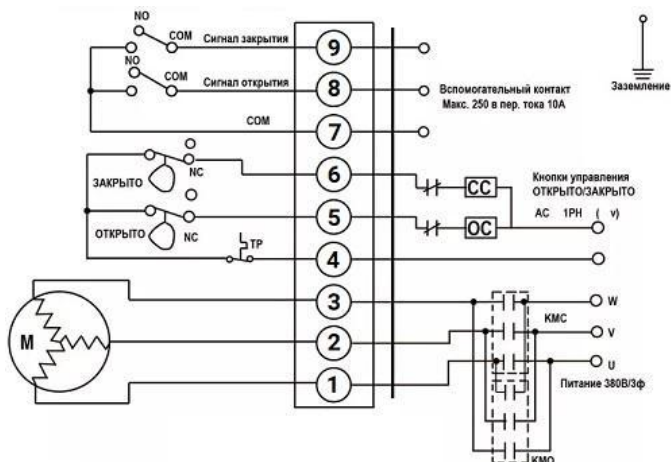 NO
COM
Сигнал закрытия
9
NO
COM
Сигнал открытия
8
COM
7
Вспомогательный контакт
Макс. 250 в пер. тока 10А
Заземление
ЗАКРЫТО
NC
6
CC
Кнопки управления
ОТКРЫТО/ЗАКРЫТО
AC 1PH ( v)
ОТКРЫТО
NC
5
OC
TP
4
M
3
2
1
W
KMC
V
U
Питание 380В/3ф
KMO